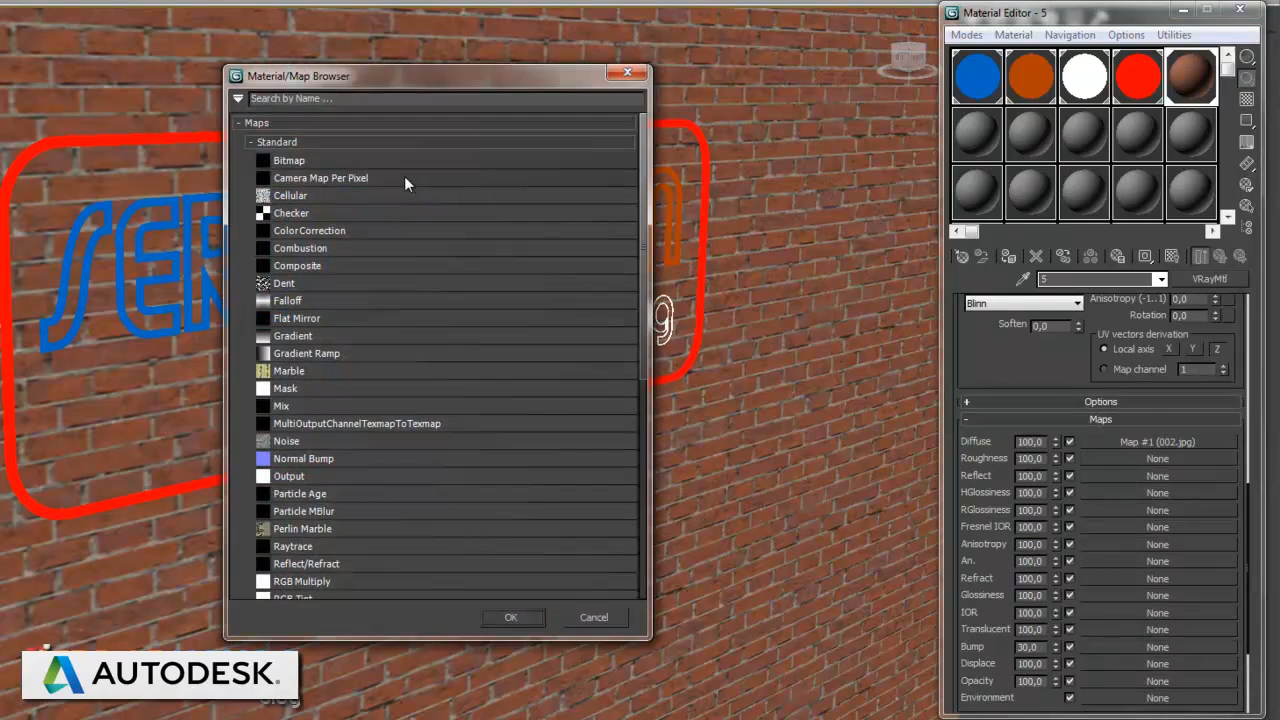 Material Editor - 5
Modes Material Navigation Options Utilities
Material/Map Browser
Search by Name ...
- Maps
- Standard
Bitmap
Camera Map Per Pixel
Cellular
Checker
ColorCorrection
Combustion
Composite
Dent
Falloff
Flat Mirror
Gradient
Gradient Ramp
Marble
Mask
Mix
MultiOutputChannelTexmapToTexmap
Noise
Normal Bump
Output
Particle Age
Particle MBlur
Perlin Marble
Raytrace
Reflect/Refract
RGB Multiply
RGB Tint
OK Cancel
5 VRayMtl
Blinn
Anisotropy (-1..1) 0,0
Rotation 0,0
Soften 0,0
UV vectors derivation
Local axis X Y Z
Map channel 1
+ Options
- Maps
Diffuse 100,0 Map #1 (002.jpg)
Roughness 100,0 None
Reflect 100,0 None
HGlossiness 100,0 None
RGlossiness 100,0 None
Fresnel IOR 100,0 None
Anisotropy 100,0 None
An. 100,0 None
Refract 100,0 None
Glossiness 100,0 None
IOR 100,0 None
Translucent 100,0 None
Bump 30,0 None
Displace 100,0 None
Opacity 100,0 None
Environment None
SER
g
AUTODESK.